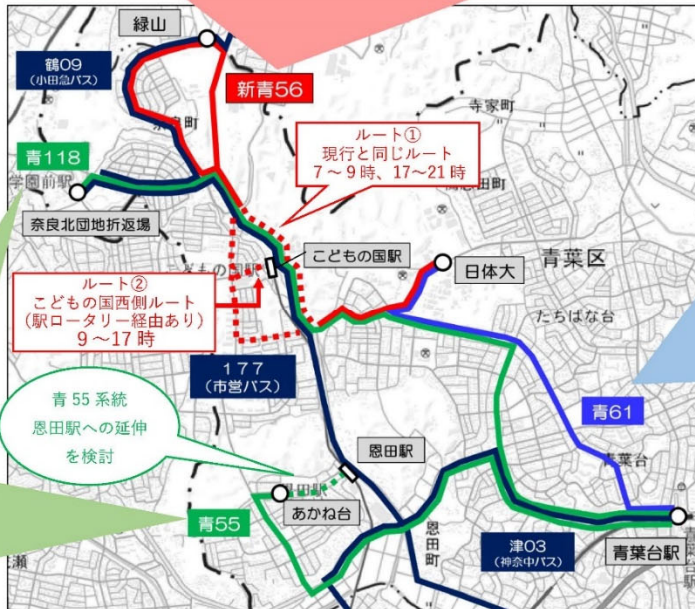 緑山
鶴09
（小田急バス）
新青56
奈良町
寺家町
ルート①
現行と同じルート
7～9時、17～21時
青118
学園前駅
奈良北団地折返場
こどもの国駅
日体大
青葉区
ルート②
こどもの国西側ルート
（駅ロータリー経由あり）
9～17時
たちばな台
177
（市営バス）
青61
青55系統
恩田駅への延伸
を検討
恩田駅
青葉台
あかね台
青55
恩田町
津03
（神奈中バス）
青葉台駅